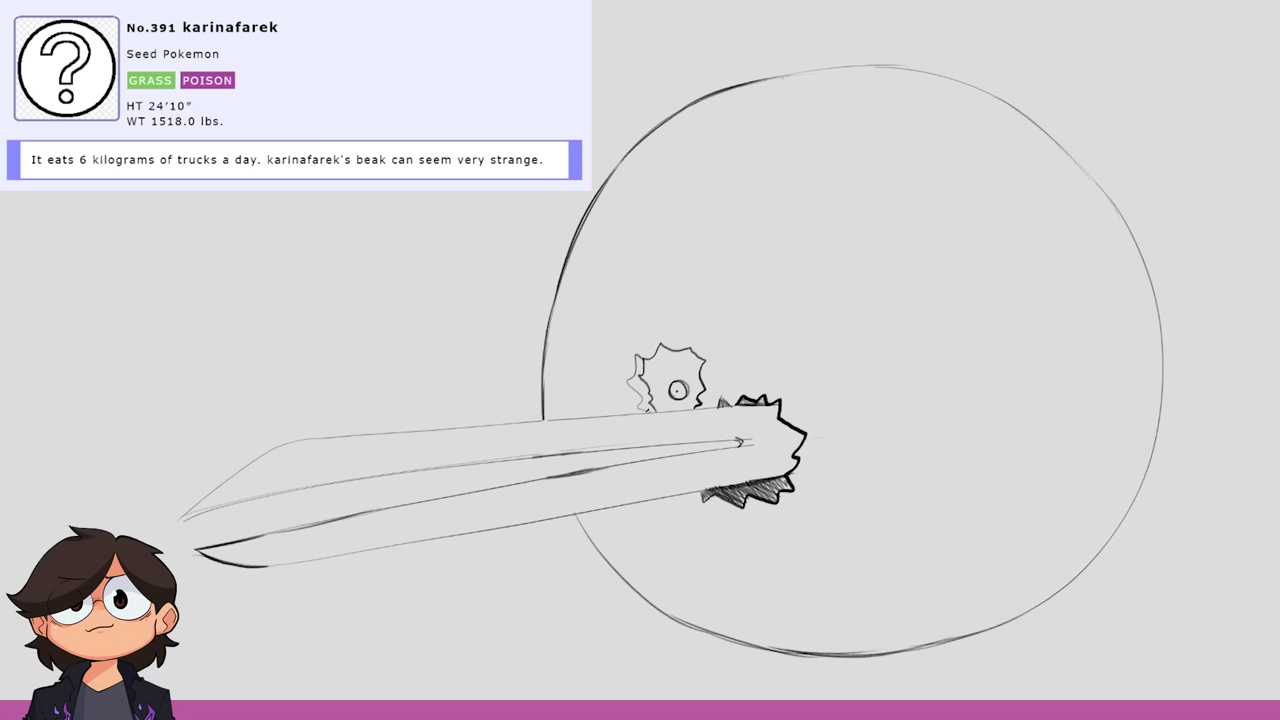 No.391 karinafarek
Seed Pokemon
GRASS POISON
HT 24'10"
WT 1518.0 lbs.
It eats 6 kilograms of trucks a day. karinafarek's beak can seem very strange.